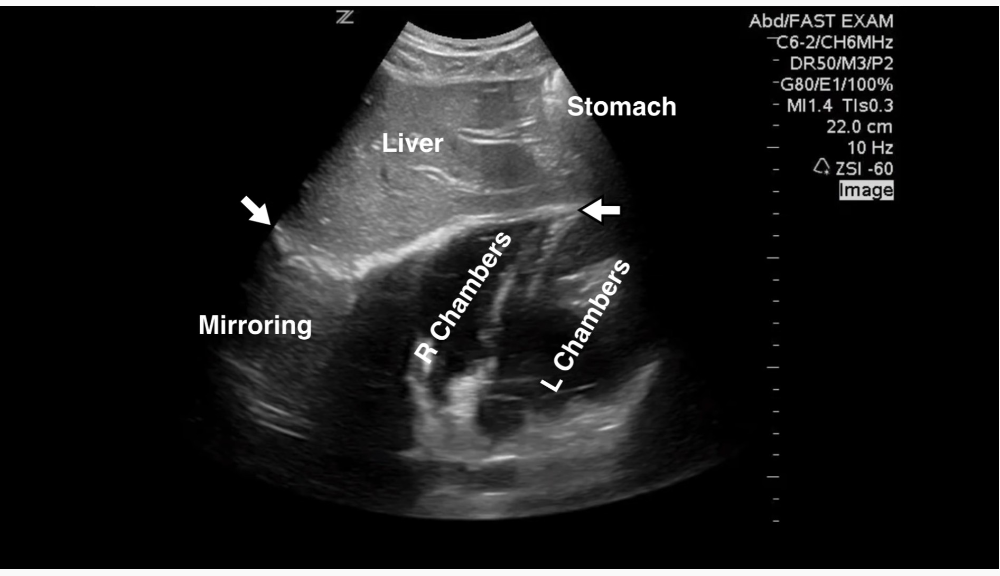 Z
Abd/FAST EXAM
C6-2/CH6MHz
DR50/M3/P2
G80/E1/100%
MI1.4 TIs0.3
22.0 cm
10 Hz
ZSI -60
Image
Stomach
Liver
R Chambers
L Chambers
Mirroring